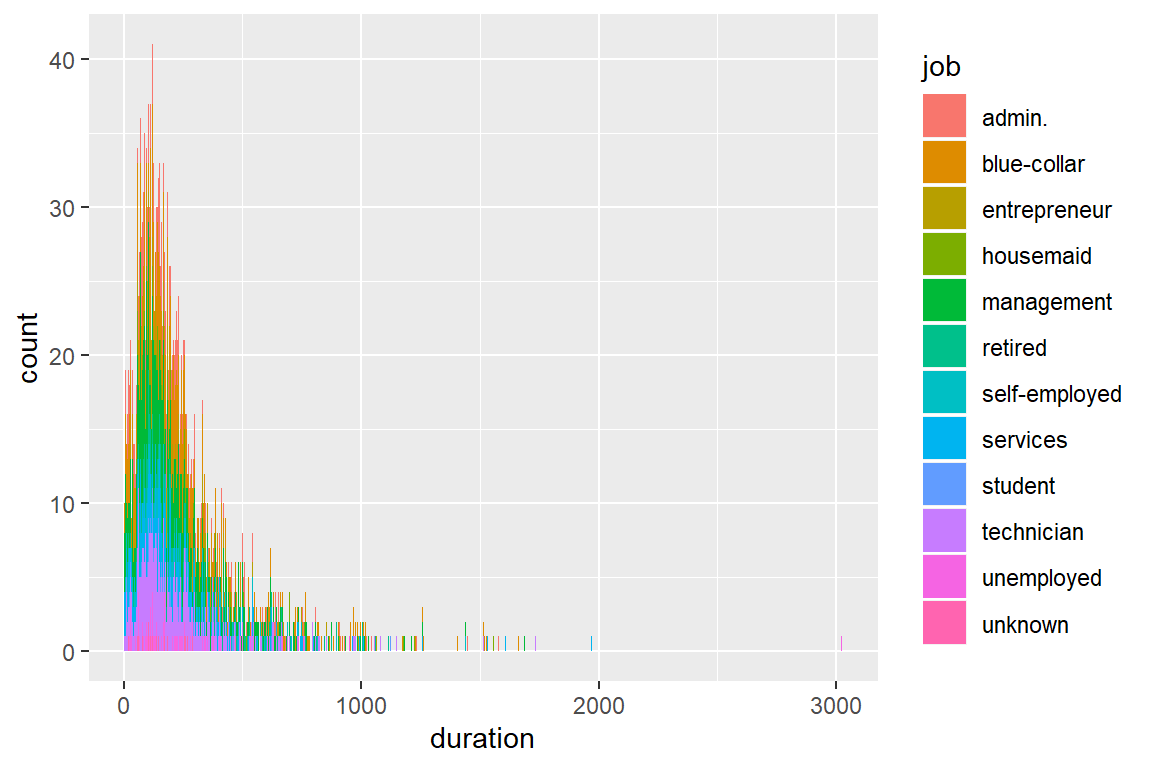 40
30
20
10
0
count
0
1000
2000
3000
duration
job
admin.
blue-collar
entrepreneur
housemaid
management
retired
self-employed
services
student
technician
unemployed
unknown